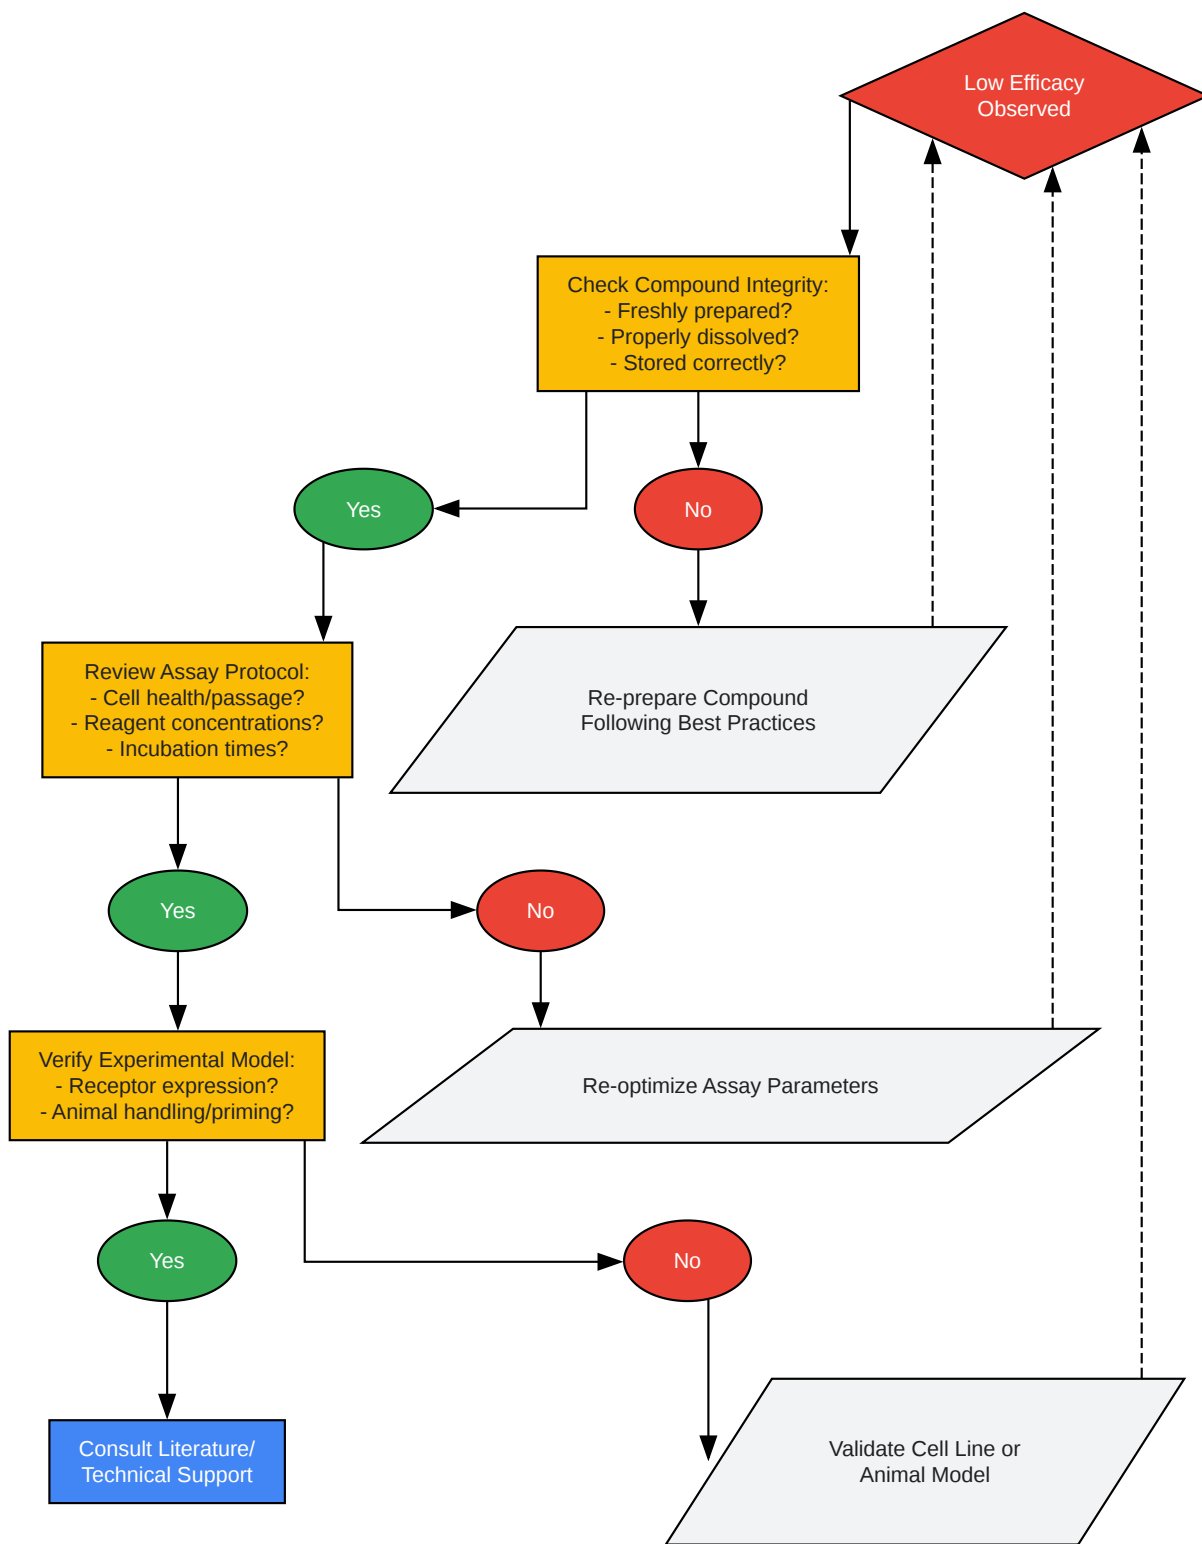 Low Efficacy
Observed
Check Compound Integrity:
- Freshly prepared?
- Properly dissolved?
- Stored correctly?
Yes
No
Review Assay Protocol:
- Cell health/passage?
- Reagent concentrations?
- Incubation times?
Re-prepare Compound
Following Best Practices
Yes
No
Verify Experimental Model:
- Receptor expression?
- Animal handling/priming?
Re-optimize Assay Parameters
Yes
No
Consult Literature/
Technical Support
Validate Cell Line or
Animal Model